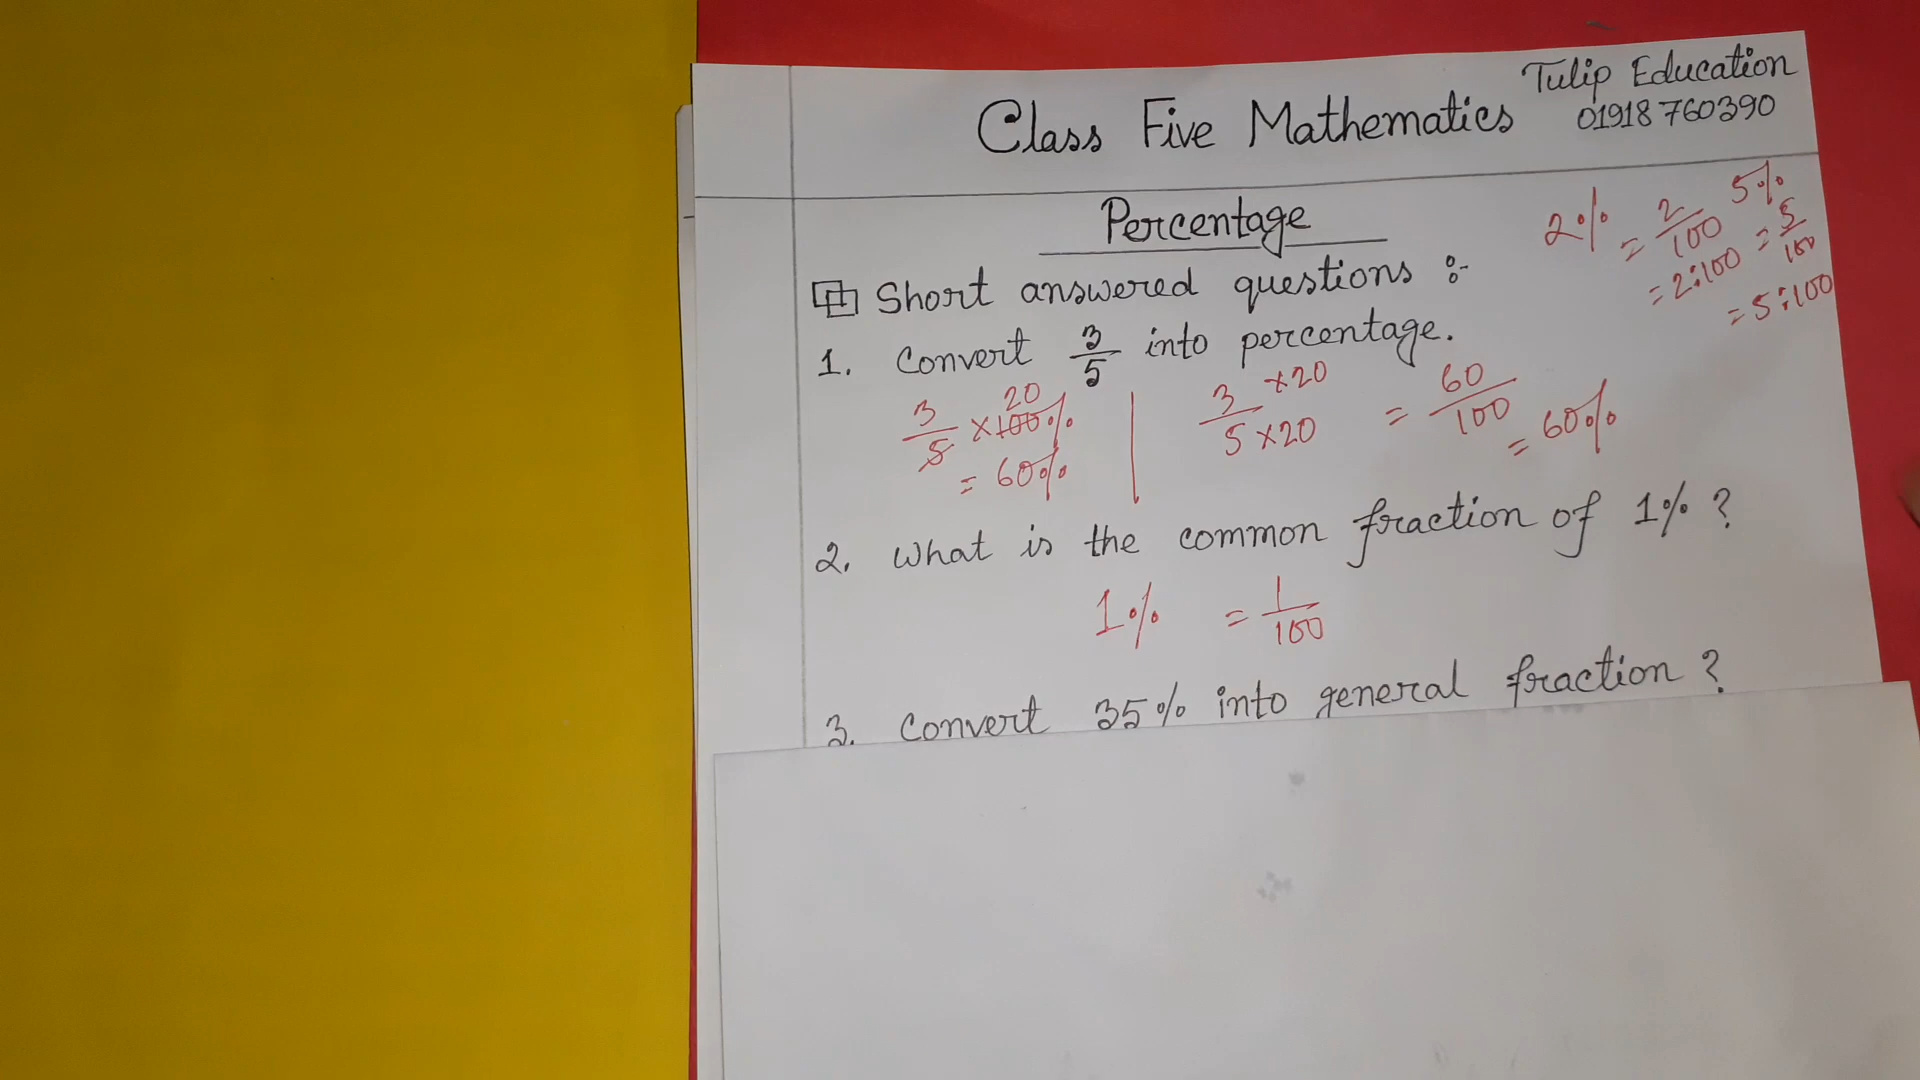 Tulip Education
Class Five Mathematics 01918760390
Percentage
Short answered questions :-
2% = 2/100
= 2:100
5%
= 5/100
= 5:100
1. Convert 3/5 into percentage.
3/5 × 100% 20
= 60%
3 × 20 / 5 × 20 = 60/100
= 60%
2. What is the common fraction of 1% ?
1% = 1/100
3. Convert 35% into general fraction ?